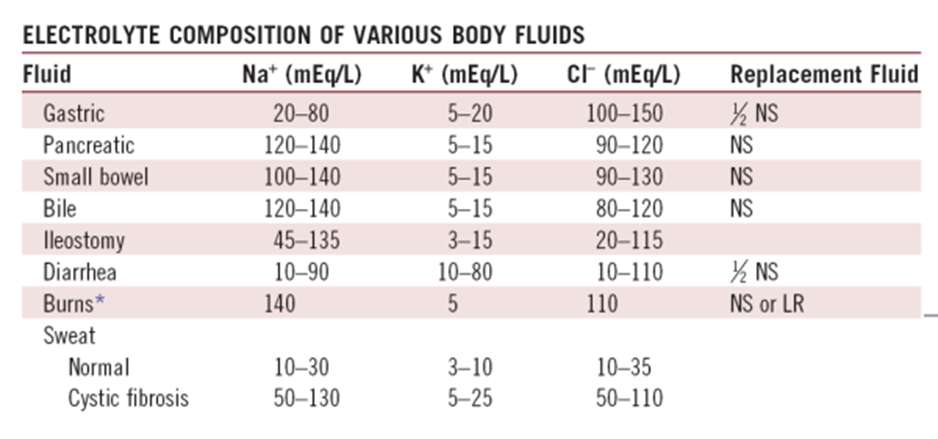 ELECTROLYTE COMPOSITION OF VARIOUS BODY FLUIDS
Fluid Na⁺ (mEq/L) K⁺ (mEq/L) Cl⁻ (mEq/L) Replacement Fluid
Gastric 20–80 5–20 100–150 ½ NS
Pancreatic 120–140 5–15 90–120 NS
Small bowel 100–140 5–15 90–130 NS
Bile 120–140 5–15 80–120 NS
Ileostomy 45–135 3–15 20–115
Diarrhea 10–90 10–80 10–110 ½ NS
Burns* 140 5 110 NS or LR
Sweat
Normal 10–30 3–10 10–35
Cystic fibrosis 50–130 5–25 50–110